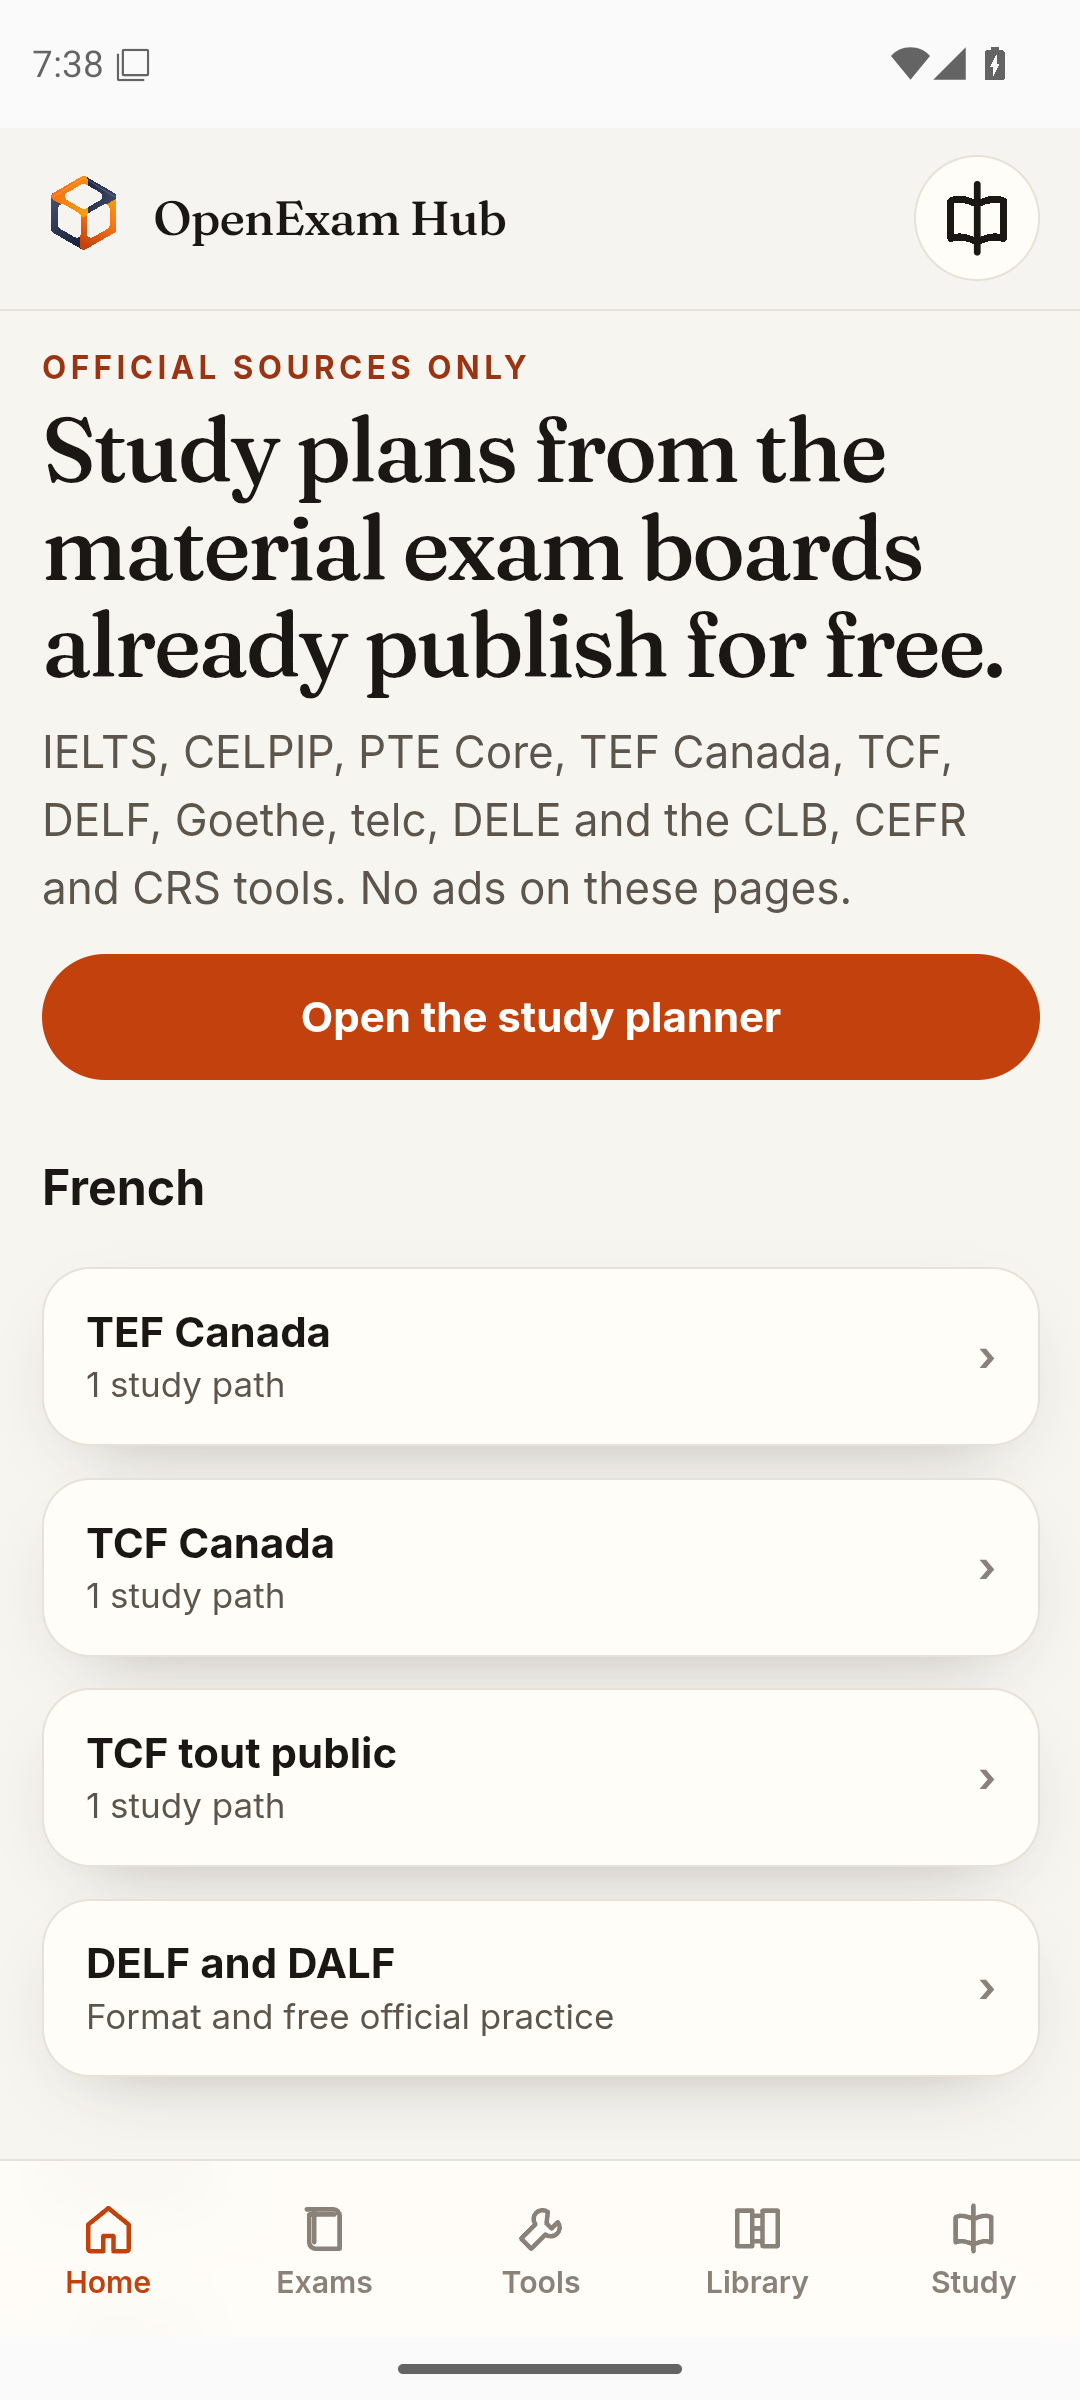 7:38
OpenExam Hub
OFFICIAL SOURCES ONLY
Study plans from the
material exam boards
already publish for free.
IELTS, CELPIP, PTE Core, TEF Canada, TCF,
DELF, Goethe, telc, DELE and the CLB, CEFR
and CRS tools. No ads on these pages.
Open the study planner
French
TEF Canada
1 study path
TCF Canada
1 study path
TCF tout public
1 study path
DELF and DALF
Format and free official practice
Home
Exams
Tools
Library
Study